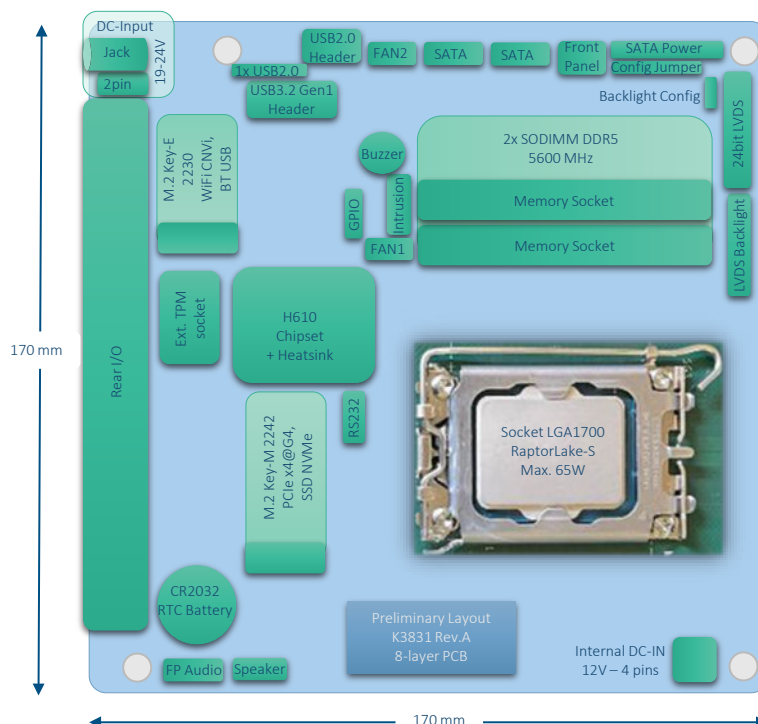 DC-Input
Jack
19-24V
2pin
USB2.0
Header
FAN2
SATA
SATA
Front
Panel
SATA Power
Config Jumper
1x USB2.0
USB3.2 Gen1
Header
Backlight Config
24bit LVDS
M.2 Key-E
2230
WiFi CNVi,
BT USB
Buzzer
2x SODIMM DDR5
5600 MHz
Memory Socket
Memory Socket
GPIO
Intrusion
FAN1
LVDS Backlight
Ext. TPM
socket
H610
Chipset
+ Heatsink
170 mm
Rear I/O
M.2 Key-M 2242
PCIe x4@G4,
SSD NVMe
RS232
Socket LGA1700
RaptorLake-S
Max. 65W
CR2032
RTC Battery
Preliminary Layout
K3831 Rev.A
8-layer PCB
Internal DC-IN
12V – 4 pins
FP Audio
Speaker
170 mm